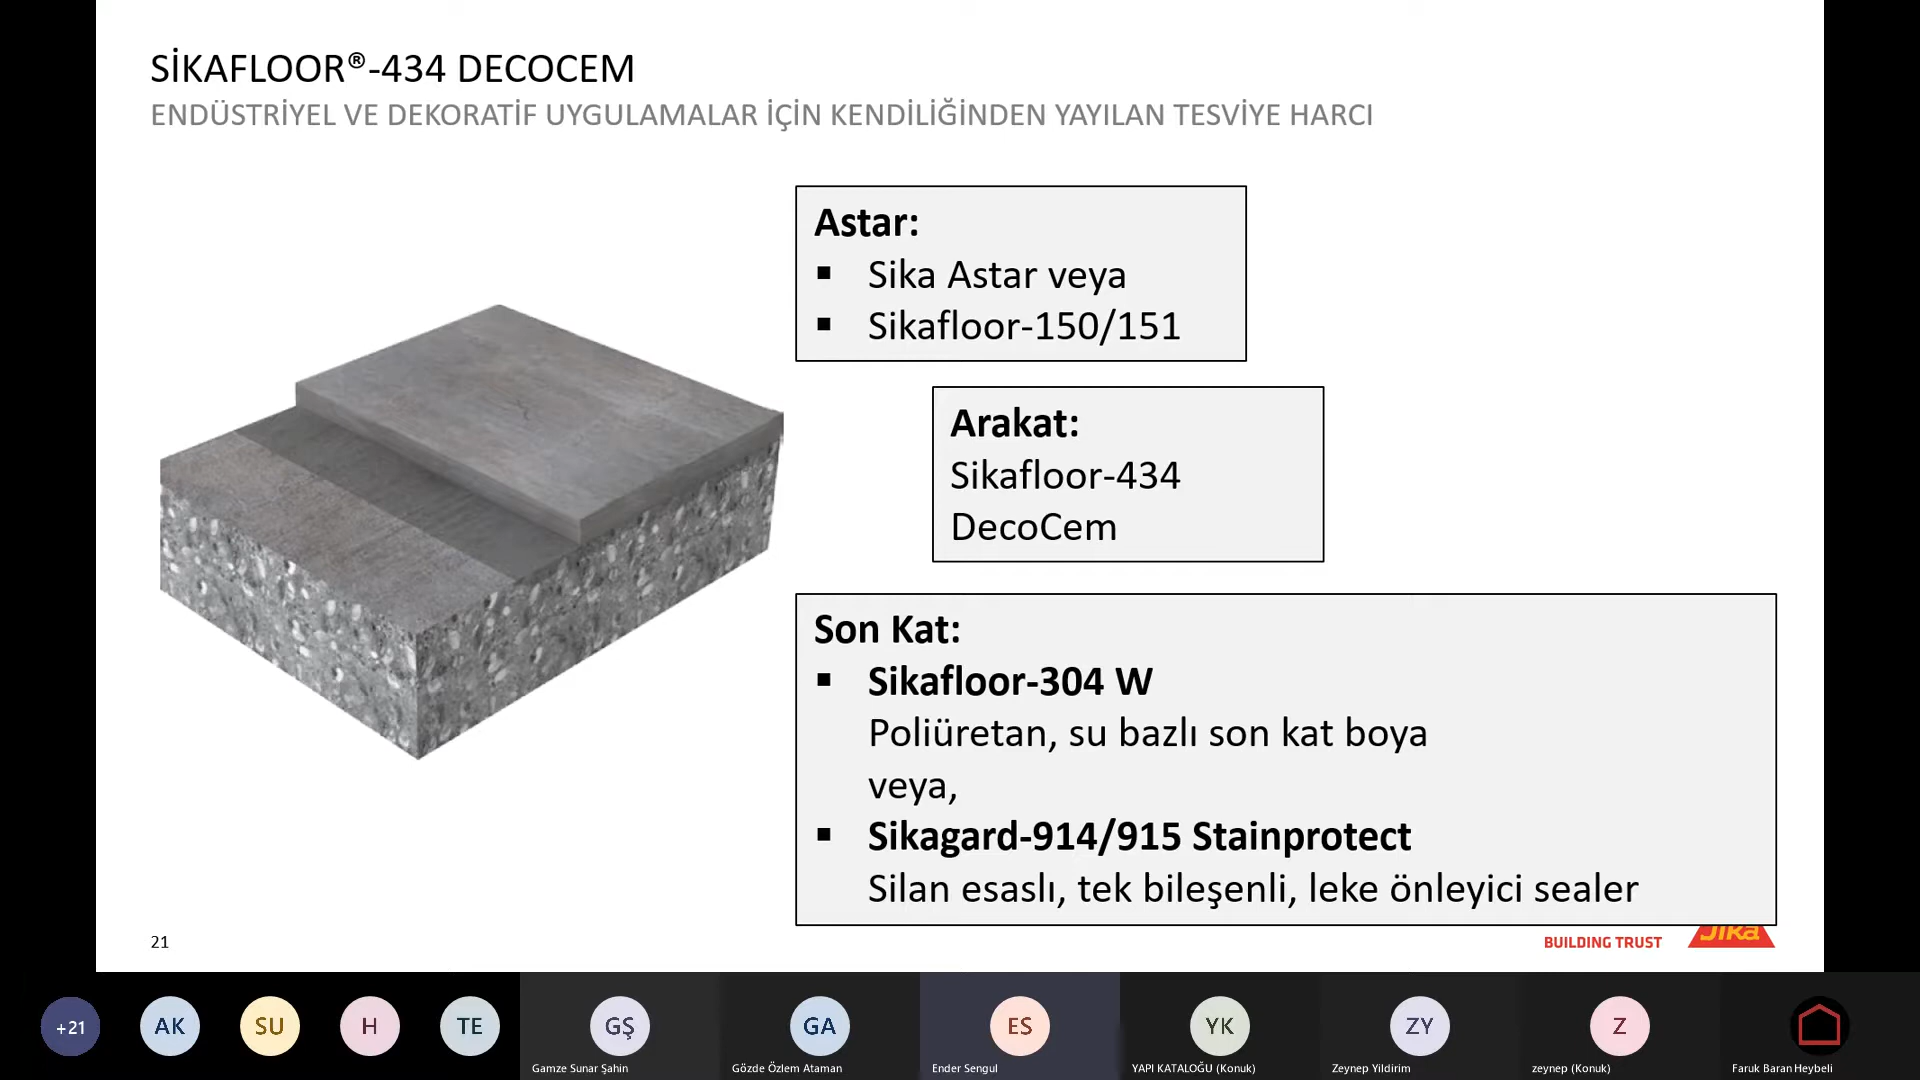 SİKAFLOOR®-434 DECOCEM
ENDÜSTRİYEL VE DEKORATİF UYGULAMALAR İÇİN KENDİLİĞİNDEN YAYILAN TESVİYE HARCI
Astar:
▪ Sika Astar veya
▪ Sikafloor-150/151
Arakat:
Sikafloor-434
DecoCem
Son Kat:
▪ Sikafloor-304 W
Poliüretan, su bazlı son kat boya
veya,
▪ Sikagard-914/915 Stainprotect
Silan esaslı, tek bileşenli, leke önleyici sealer
21
BUILDING TRUST
Sika
+21
AK
SU
H
TE
GŞ
GA
ES
YK
ZY
Z
Gamze Sunar Şahin
Gözde Özlem Ataman
Ender Sengul
YAPI KATALOĞU (Konuk)
Zeynep Yildirim
zeynep (Konuk)
Faruk Baran Heybeli